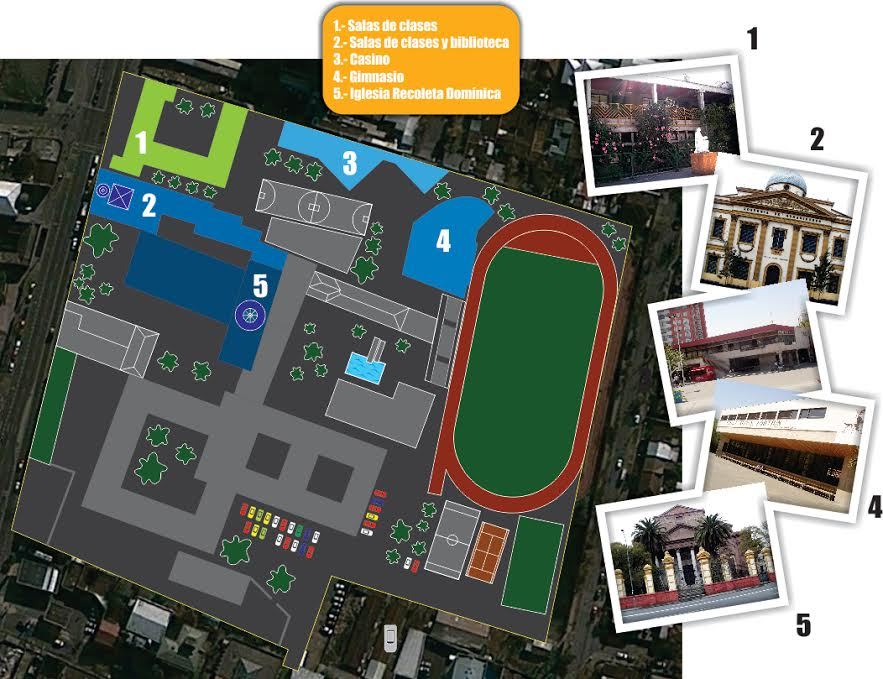 1.- Salas de clases
2.- Salas de clases y biblioteca
3.- Casino
4.- Gimnasio
5.- Iglesia Recoleta Domínica
1
2
3
4
5
1
2
4
5